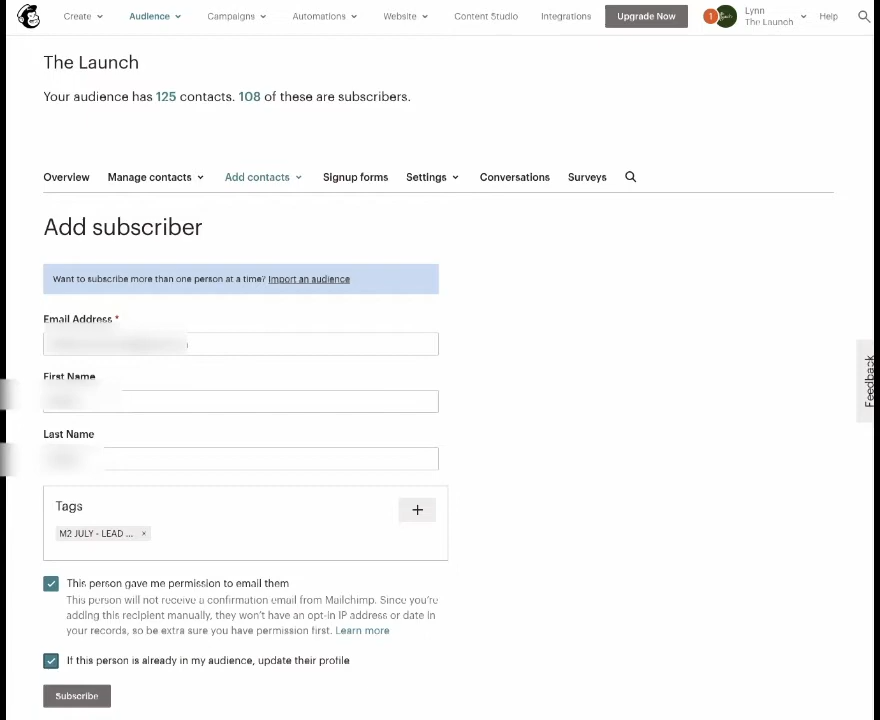 Create Audience Campaigns Automations Website Content Studio Integrations Upgrade Now 1 Lynn Help
The Launch
The Launch
Your audience has 125 contacts. 108 of these are subscribers.
Overview Manage contacts Add contacts Signup forms Settings Conversations Surveys
Add subscriber
Want to subscribe more than one person at a time? Import an audience
Email Address *
First Name
Last Name
Feedback
Tags
+
M2 JULY - LEAD ... ×
This person gave me permission to email them
This person will not receive a confirmation email from Mailchimp. Since you're
adding this recipient manually, they won't have an opt-in IP address or date in
your records, so be extra sure you have permission first. Learn more
If this person is already in my audience, update their profile
Subscribe